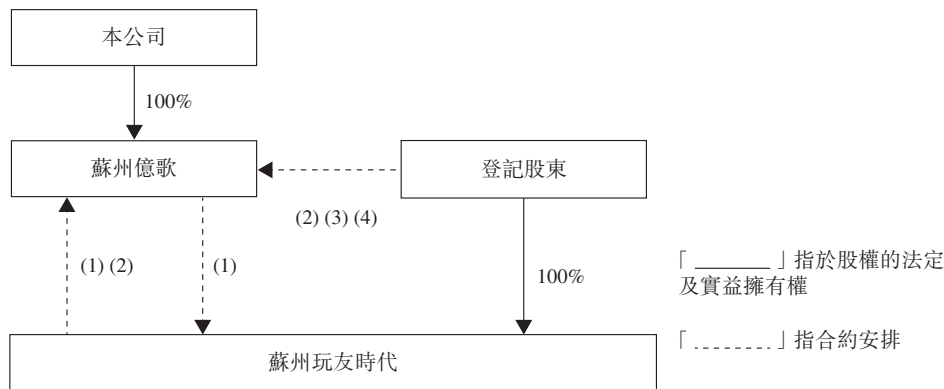 本公司
100%
蘇州億歌
登記股東
(2) (3) (4)
(1) (2)
(1)
100%
「 ________ 」指於股權的法定
及實益擁有權
「 ........ 」指合約安排
蘇州玩友時代